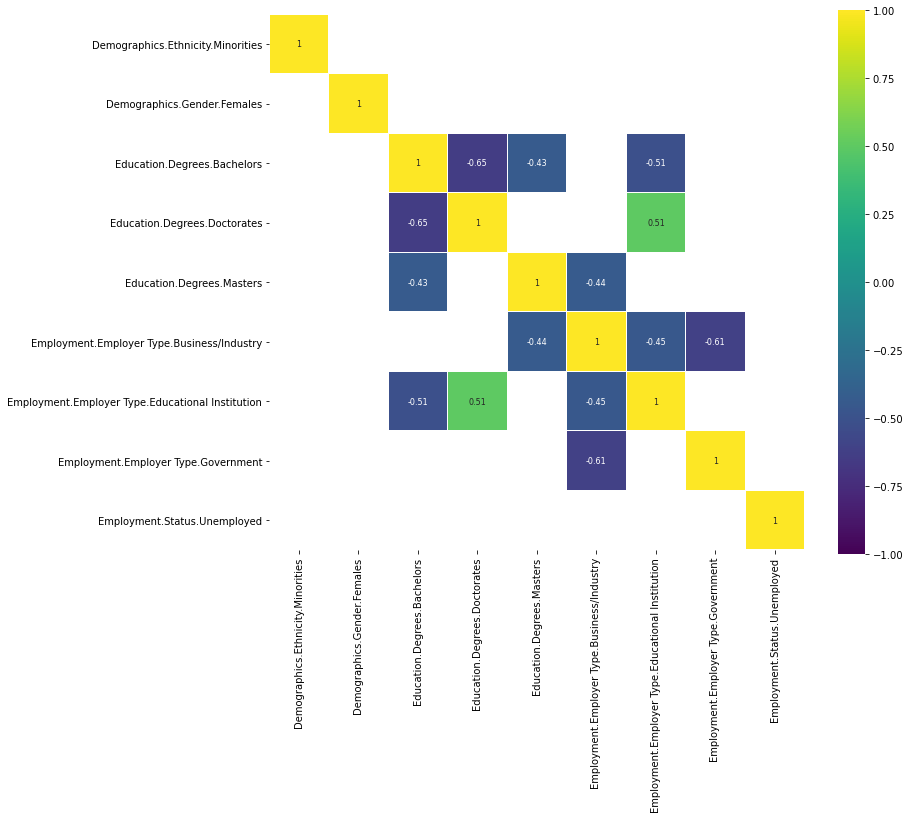 Demographics.Ethnicity.Minorities
1
Demographics.Gender.Females
1
Education.Degrees.Bachelors
1 -0.65 -0.43 -0.51
Education.Degrees.Doctorates
-0.65 1 0.51
Education.Degrees.Masters
-0.43 1 -0.44
Employment.Employer Type.Business/Industry
-0.44 1 -0.45 -0.61
Employment.Employer Type.Educational Institution
-0.51 0.51 -0.45 1
Employment.Employer Type.Government
-0.61 1
Employment.Status.Unemployed
1
Demographics.Ethnicity.Minorities
Demographics.Gender.Females
Education.Degrees.Bachelors
Education.Degrees.Doctorates
Education.Degrees.Masters
Employment.Employer Type.Business/Industry
Employment.Employer Type.Educational Institution
Employment.Employer Type.Government
Employment.Status.Unemployed
1.00
0.75
0.50
0.25
0.00
−0.25
−0.50
−0.75
−1.00